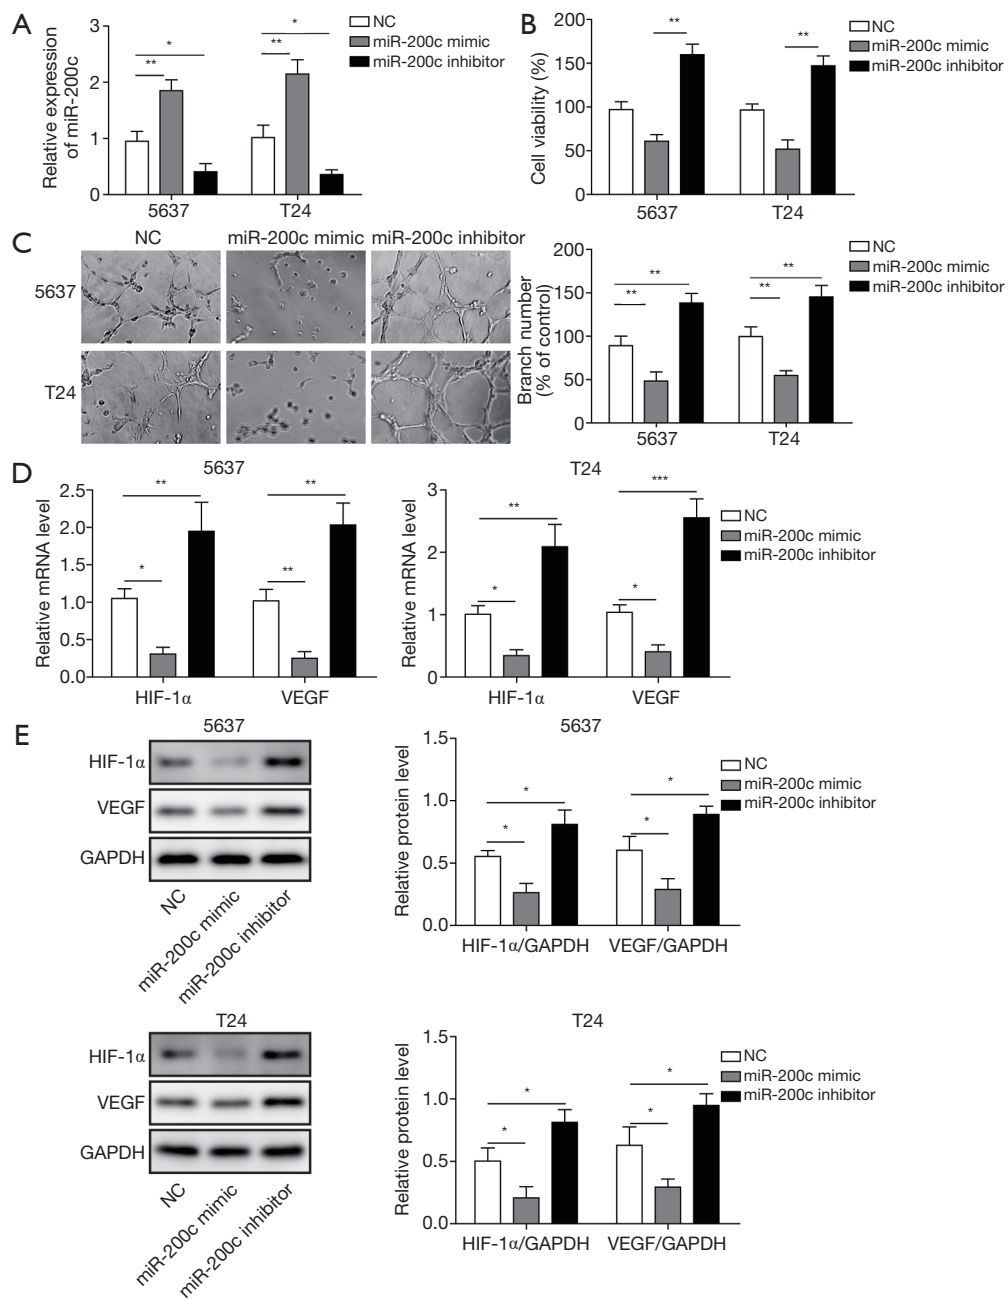 A
Relative expression
of miR-200c
3
2
1
0
* 
**
*
**
5637
T24
NC
miR-200c mimic
miR-200c inhibitor
B
Cell viability (%)
200
150
100
50
0
**
**
5637
T24
NC
miR-200c mimic
miR-200c inhibitor
C
NC
miR-200c mimic
miR-200c inhibitor
5637
T24
Branch number
(% of control)
200
150
100
50
0
**
**
**
**
5637
T24
NC
miR-200c mimic
miR-200c inhibitor
D
5637
Relative mRNA level
2.5
2.0
1.5
1.0
0.5
0.0
**
*
**
**
HIF-1α
VEGF
T24
Relative mRNA level
3
2
1
0
**
*
***
*
HIF-1α
VEGF
NC
miR-200c mimic
miR-200c inhibitor
E
5637
HIF-1α
VEGF
GAPDH
NC
miR-200c mimic
miR-200c inhibitor
5637
Relative protein level
1.5
1.0
0.5
0.0
*
*
*
*
HIF-1α/GAPDH
VEGF/GAPDH
NC
miR-200c mimic
miR-200c inhibitor
T24
HIF-1α
VEGF
GAPDH
NC
miR-200c mimic
miR-200c inhibitor
T24
Relative protein level
1.5
1.0
0.5
0.0
*
*
*
*
HIF-1α/GAPDH
VEGF/GAPDH
NC
miR-200c mimic
miR-200c inhibitor